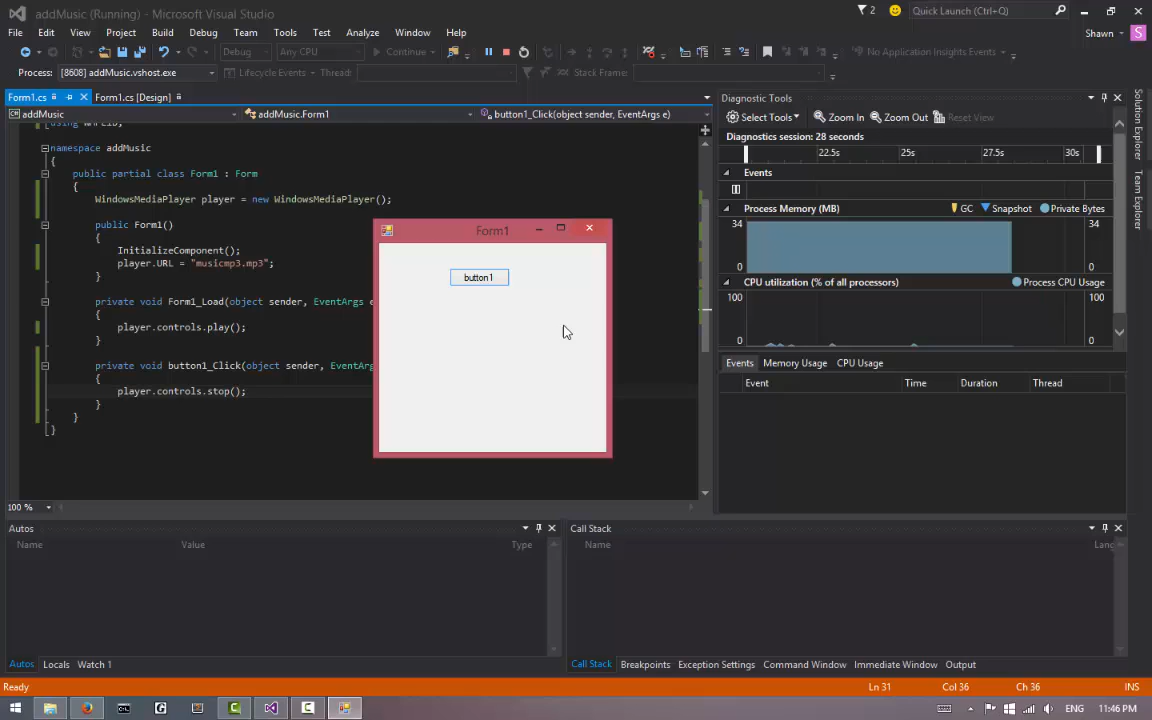 addMusic (Running) - Microsoft Visual Studio
2
Quick Launch (Ctrl+Q)
File Edit View Project Build Debug Team Tools Test Analyze Window Help
Shawn S
Debug Any CPU Continue No Application Insights Events
Process: [8608] addMusic.vshost.exe Lifecycle Events Thread: Stack Frame:
Form1.cs Form1.cs [Design]
addMusic addMusic.Form1 button1_Click(object sender, EventArgs e)
namespace addMusic
{
public partial class Form1 : Form
{
WindowsMediaPlayer player = new WindowsMediaPlayer();
public Form1()
{
InitializeComponent();
player.URL = "musicmp3.mp3";
}
private void Form1_Load(object sender, EventArgs e
{
player.controls.play();
}
private void button1_Click(object sender, EventArg
{
player.controls.stop();
}
}
}
100 %
Form1
button1
Diagnostic Tools
Select Tools Zoom In Zoom Out Reset View
Diagnostics session: 28 seconds
22.5s 25s 27.5s 30s
Events
Process Memory (MB) GC Snapshot Private Bytes
34 34
0 0
CPU utilization (% of all processors) Process CPU Usage
100 100
0 0
Events Memory Usage CPU Usage
Event Time Duration Thread
Solution Explorer
Team Explorer
Autos
Name Value Type
Call Stack
Name Lang
Autos Locals Watch 1
Call Stack Breakpoints Exception Settings Command Window Immediate Window Output
Ready Ln 31 Col 36 Ch 36 INS
ENG 11:46 PM